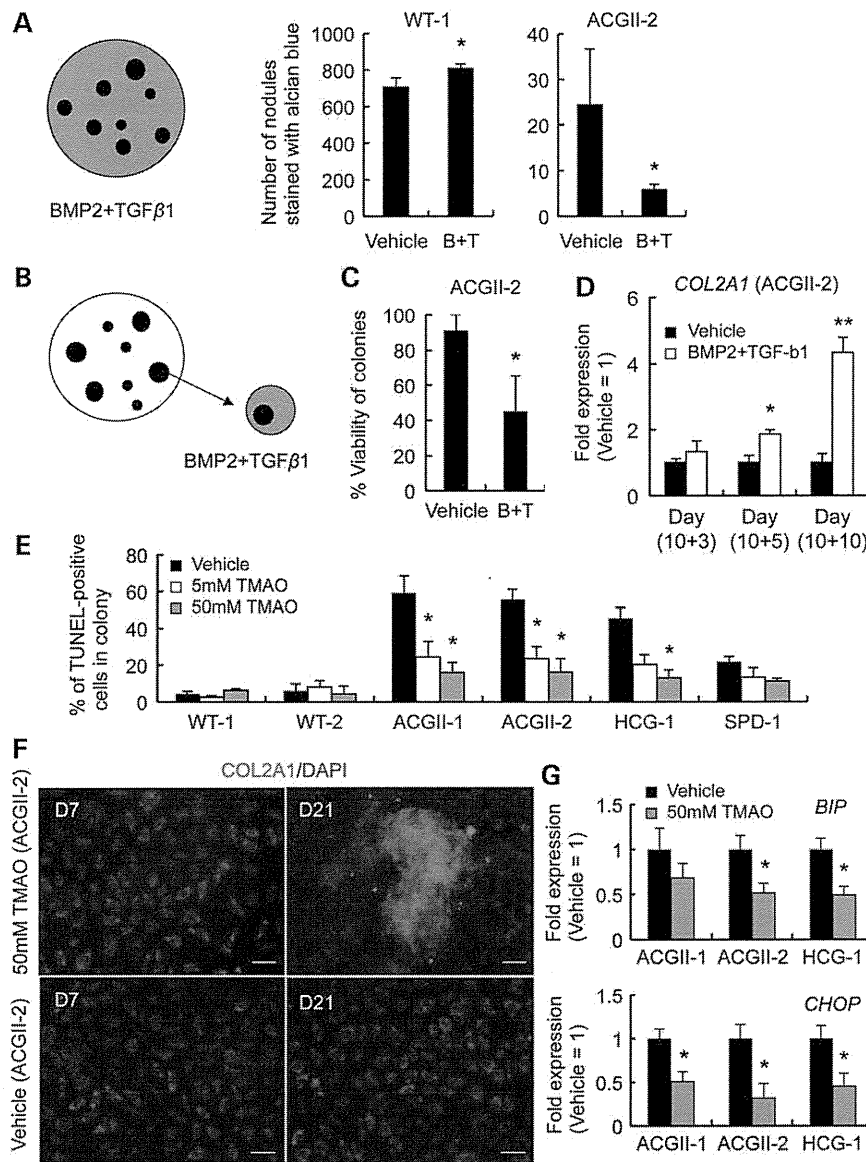 A
BMP2+TGFβ1
Number of nodules
stained with alcian blue
WT-1
1000
800
600
400
200
0
*
Vehicle B+T
ACGII-2
40
30
20
10
0
*
Vehicle B+T
B
BMP2+TGFβ1
C
ACGII-2
% Viability of colonies
100
80
60
40
20
0
*
Vehicle B+T
D
COL2A1 (ACGII-2)
Fold expression
(Vehicle = 1)
6
4
2
0
Vehicle
BMP2+TGF-b1
*
**
Day Day Day
(10+3) (10+5) (10+10)
E
% of TUNEL-positive
cells in colony
80
60
40
20
0
Vehicle
5mM TMAO
50mM TMAO
* * * * *
WT-1 WT-2 ACGII-1 ACGII-2 HCG-1 SPD-1
F
COL2A1/DAPI
50mM TMAO (ACGII-2)
D7 D21
Vehicle (ACGII-2)
D7 D21
G
Vehicle
50mM TMAO
BIP
Fold expression
(Vehicle = 1)
1.5
1
0.5
0
* *
ACGII-1 ACGII-2 HCG-1
CHOP
Fold expression
(Vehicle = 1)
1.5
1
0.5
0
* * *
ACGII-1 ACGII-2 HCG-1